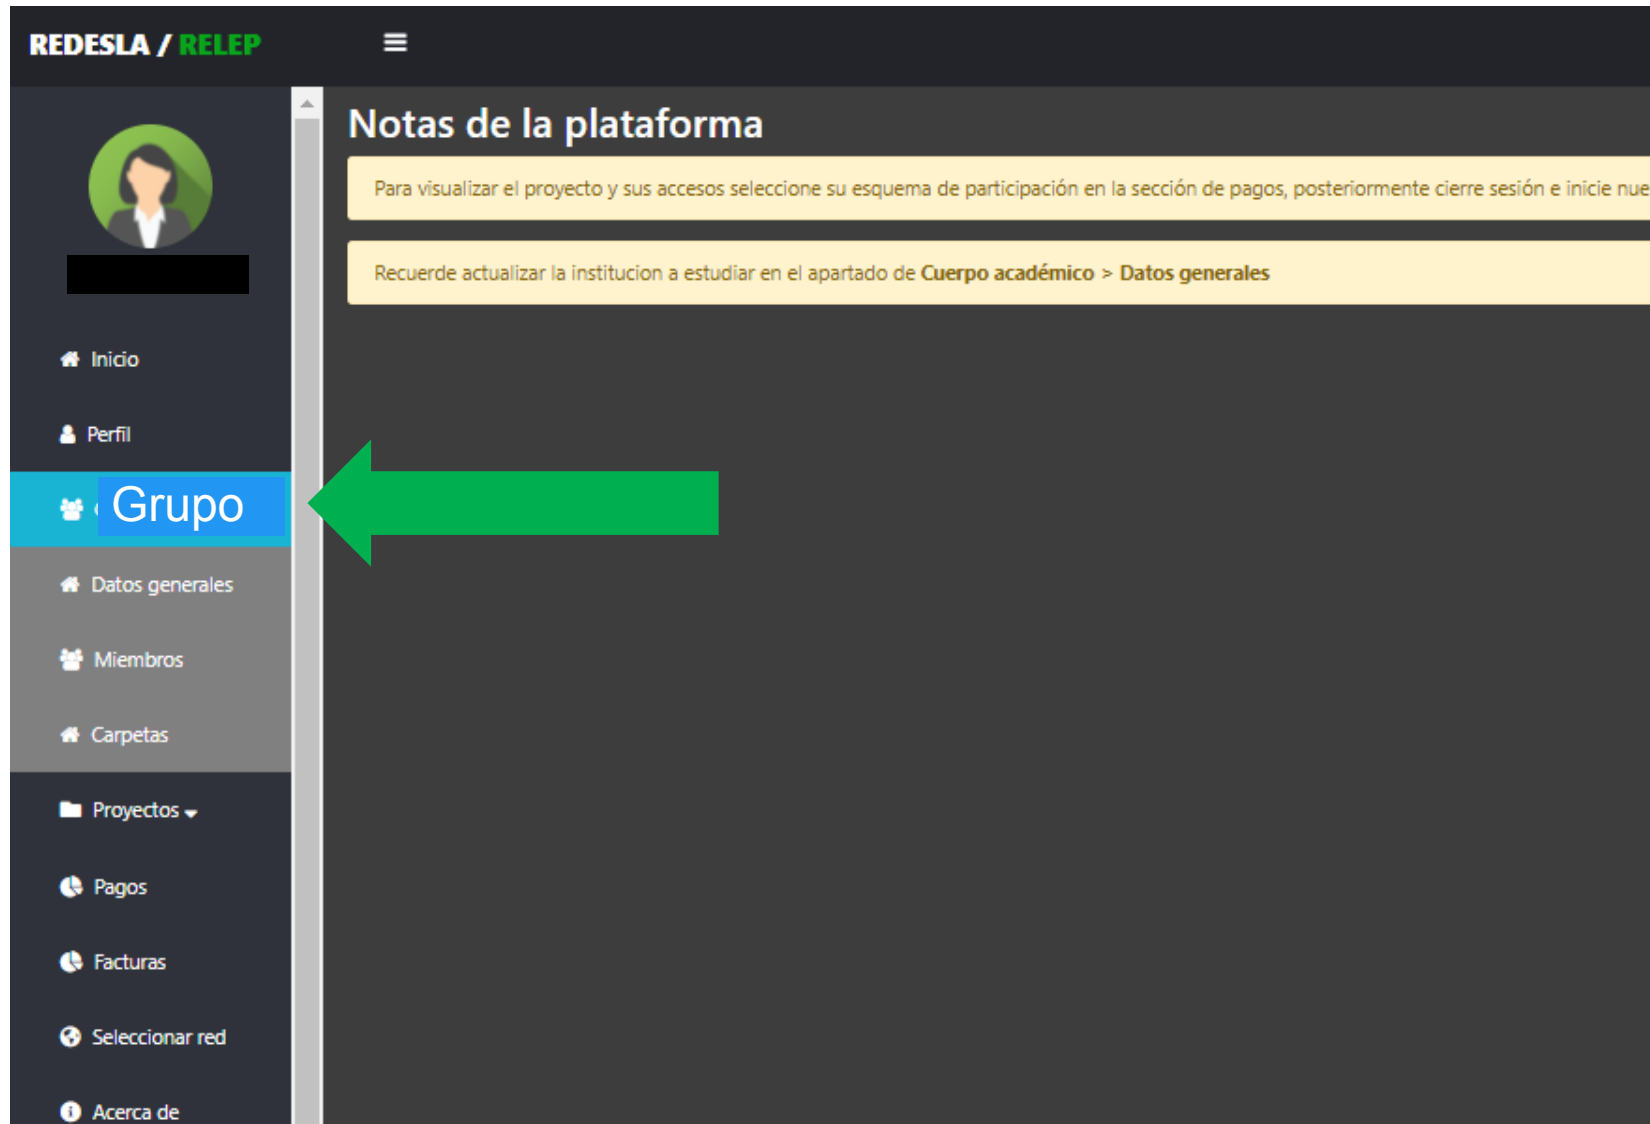 REDESLA / RELEP
Notas de la plataforma
Para visualizar el proyecto y sus accesos seleccione su esquema de participación en la sección de pagos, posteriormente cierre sesión e inicie nue
Recuerde actualizar la institucion a estudiar en el apartado de Cuerpo académico > Datos generales
Inicio
Perfil
Grupo
Datos generales
Miembros
Carpetas
Proyectos
Pagos
Facturas
Seleccionar red
Acerca de